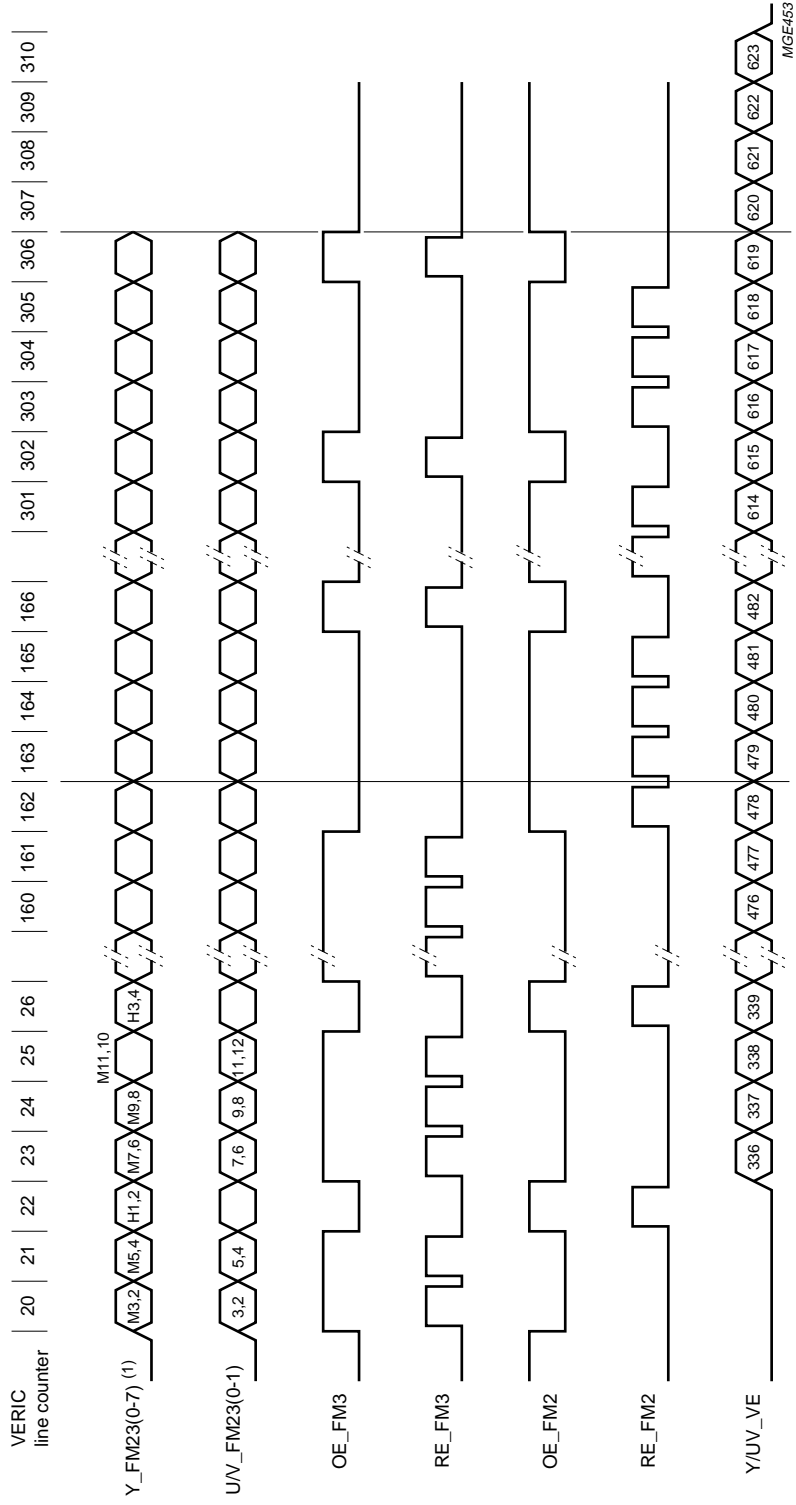 VERIC
line counter
20 21 22 23 24 25 26 160 161 162 163 164 165 166 301 302 303 304 305 306 307 308 309 310
Y_FM23(0-7) (1)
M3,2 M5,4 H1,2 M7,6 M9,8 M11,10 H3,4
U/V_FM23(0-1)
3,2 5,4 7,6 9,8 11,12
OE_FM3
RE_FM3
OE_FM2
RE_FM2
Y/UV_VE
336 337 338 339 476 477 478 479 480 481 482 614 615 616 617 618 619 620 621 622 623
MGE453